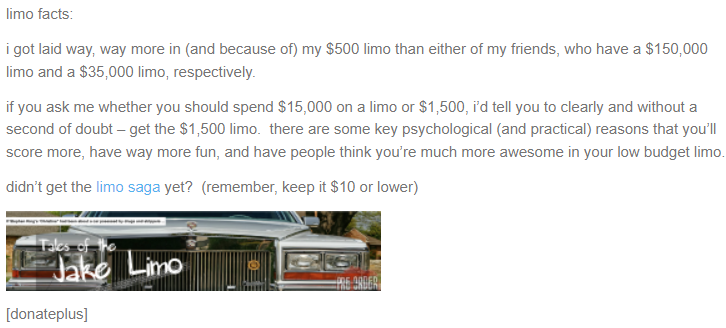 limo facts:
i got laid way, way more in (and because of) my $500 limo than either of my friends, who have a $150,000
limo and a $35,000 limo, respectively.
if you ask me whether you should spend $15,000 on a limo or $1,500, i'd tell you to clearly and without a
second of doubt – get the $1,500 limo.  there are some key psychological (and practical) reasons that you'll
score more, have way more fun, and have people think you're much more awesome in your low budget limo.
didn't get the limo saga yet?  (remember, keep it $10 or lower)
Tales of the
Jake Limo
PRE ORDER
[donateplus]